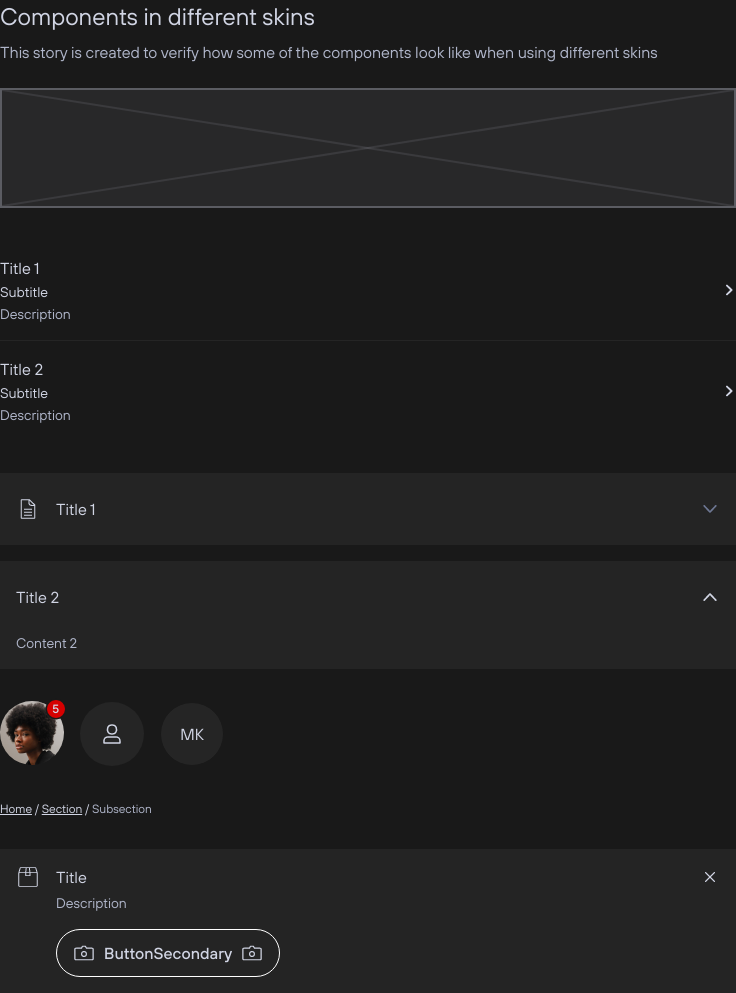 Components in different skins
This story is created to verify how some of the components look like when using different skins
Title 1
Subtitle
Description
Title 2
Subtitle
Description
Title 1
Title 2
Content 2
5
MK
Home / Section / Subsection
Title
Description
ButtonSecondary